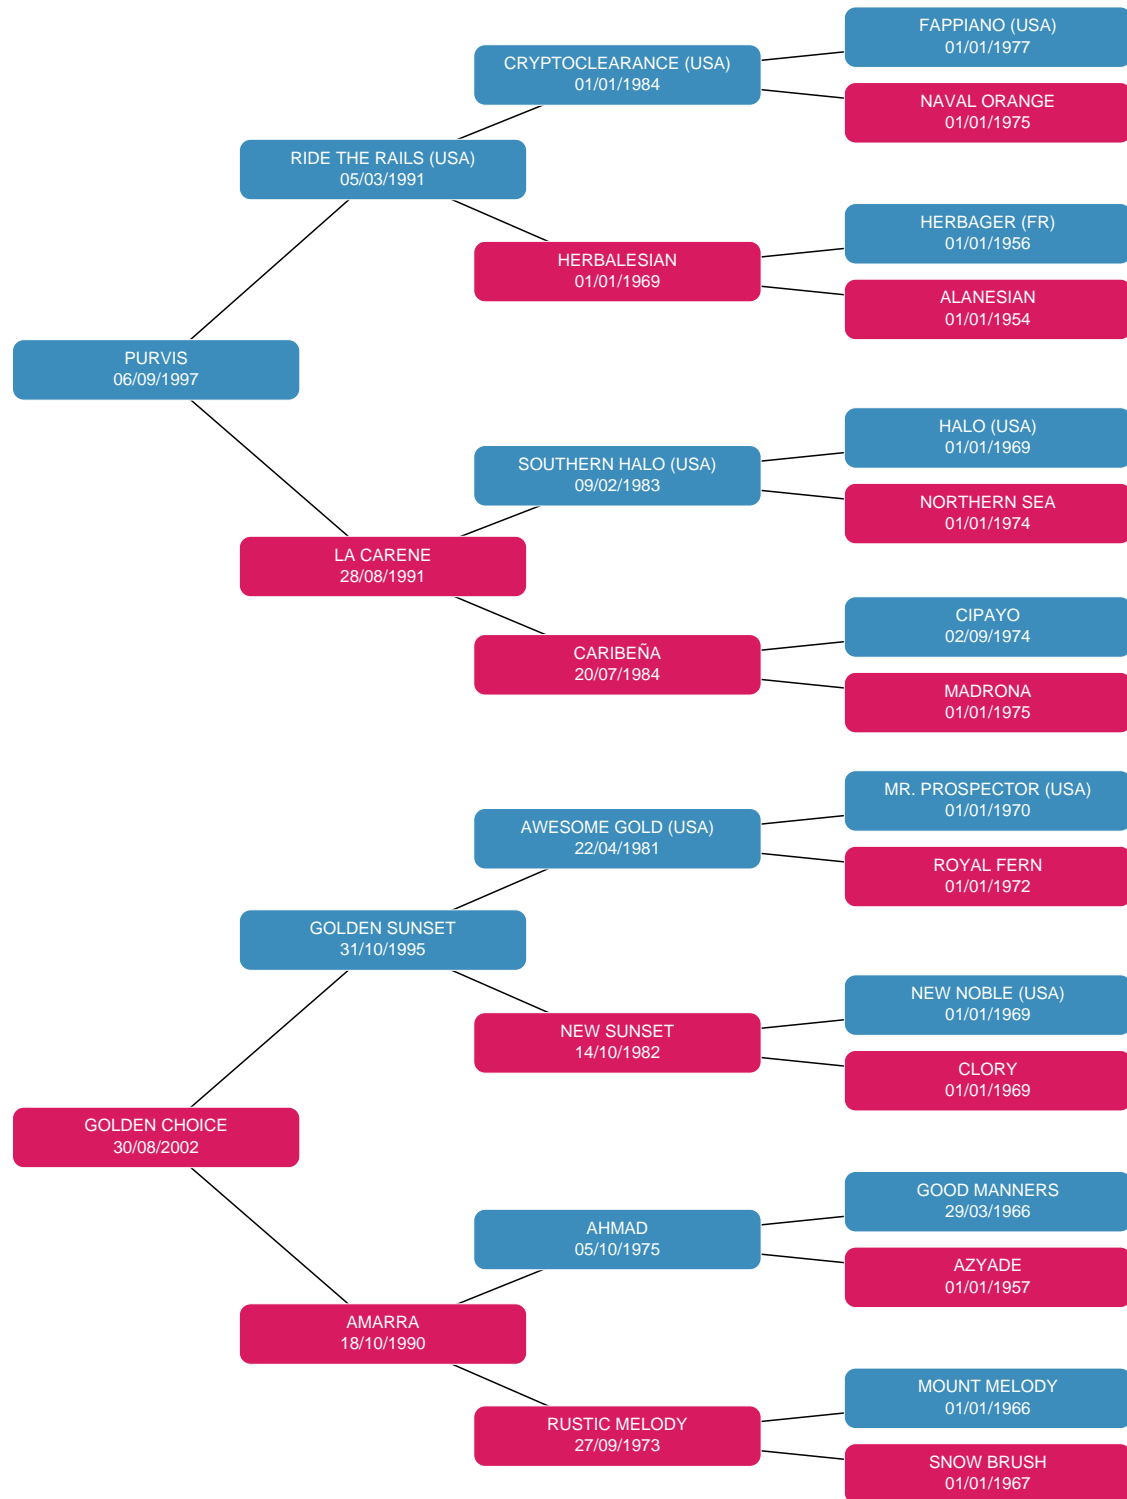 FAPPIANO (USA)
01/01/1977
CRYPTOCLEARANCE (USA)
01/01/1984
NAVAL ORANGE
01/01/1975
RIDE THE RAILS (USA)
05/03/1991
HERBAGER (FR)
01/01/1956
HERBALESIAN
01/01/1969
ALANESIAN
01/01/1954
PURVIS
06/09/1997
HALO (USA)
01/01/1969
SOUTHERN HALO (USA)
09/02/1983
NORTHERN SEA
01/01/1974
LA CARENE
28/08/1991
CIPAYO
02/09/1974
CARIBEÑA
20/07/1984
MADRONA
01/01/1975
MR. PROSPECTOR (USA)
01/01/1970
AWESOME GOLD (USA)
22/04/1981
ROYAL FERN
01/01/1972
GOLDEN SUNSET
31/10/1995
NEW NOBLE (USA)
01/01/1969
NEW SUNSET
14/10/1982
CLORY
01/01/1969
GOLDEN CHOICE
30/08/2002
GOOD MANNERS
29/03/1966
AHMAD
05/10/1975
AZYADE
01/01/1957
AMARRA
18/10/1990
MOUNT MELODY
01/01/1966
RUSTIC MELODY
27/09/1973
SNOW BRUSH
01/01/1967